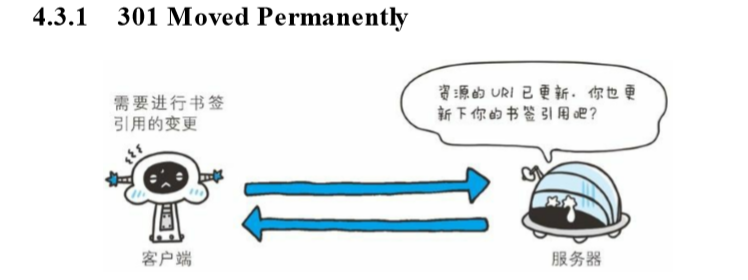 4.3.1 301 Moved Permanently
需要进行书签
引用的变更
资源的 URI 已更新. 你也更
新下你的书签引用吧?
客户端
服务器